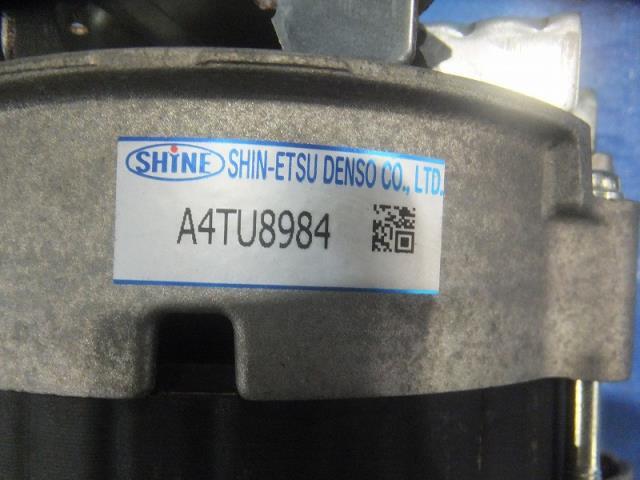 SHINE SHIN-ETSU DENSO CO., LTD.
A4TU8984